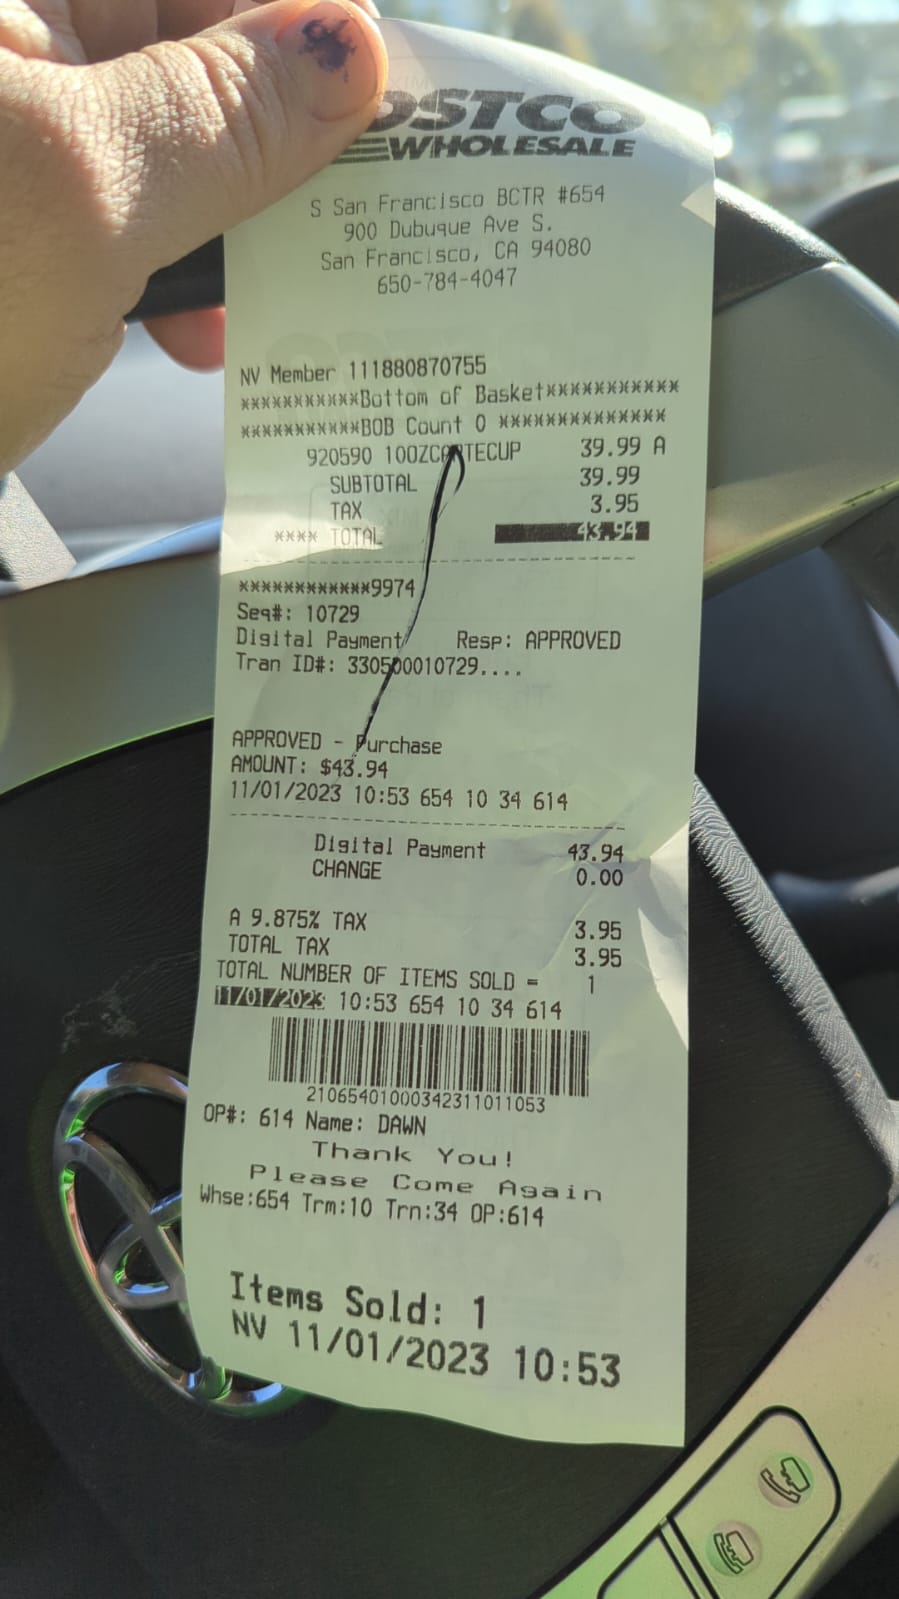 OSTCO
WHOLESALE
S San Francisco BCTR #654
900 Dubuque Ave S.
San Francisco, CA 94080
650-784-4047
NV Member 111880870755
***********Bottom of Basket***********
***********BOB Count 0 **************
920590 100ZCA TECUP 39.99 A
SUBTOTAL 39.99
TAX 3.95
**** TOTAL 43.94
************9974
Seq#: 10729
Digital Payment Resp: APPROVED
Tran ID#: 330500010729....
APPROVED - Purchase
AMOUNT: $43.94
11/01/2023 10:53 654 10 34 614
Digital Payment 43.94
CHANGE 0.00
A 9.875% TAX 3.95
TOTAL TAX 3.95
TOTAL NUMBER OF ITEMS SOLD = 1
11/01/2023 10:53 654 10 34 614
21065401000342311011053
OP#: 614 Name: DAWN
Thank You!
Please Come Again
Whse:654 Trm:10 Trn:34 OP:614
Items Sold: 1
NV 11/01/2023 10:53